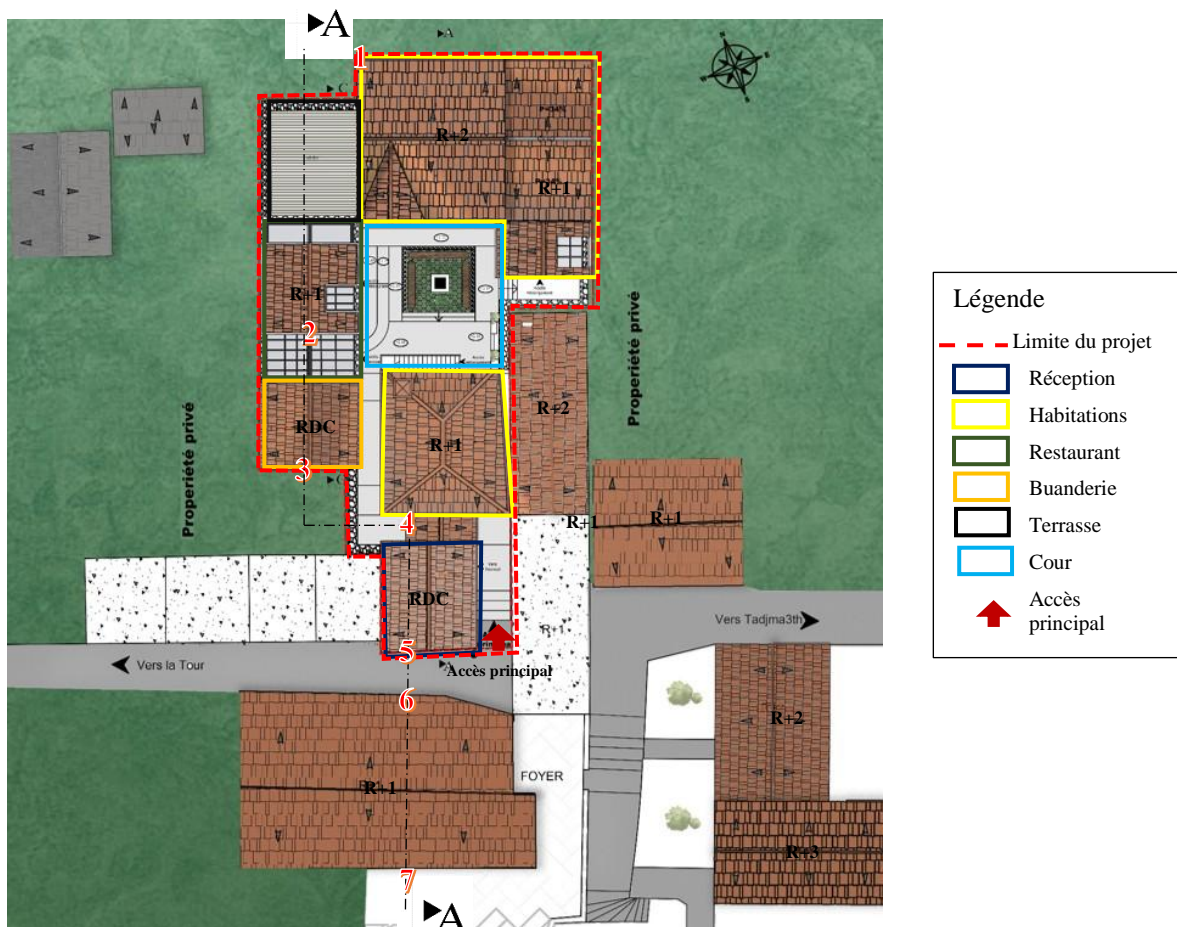 A
A
1
C
R+2
R+1
R+1
2
Properiété privé
Properiété privé
RDC
3
C
R+1
R+2
R+1
R+1
4
RDC
R+1
5
A
Accès principal
Vers la Tour
Vers Tadjma3th
6
R+1
FOYER
R+2
R+3
7
A
Légende
Limite du projet
Réception
Habitations
Restaurant
Buanderie
Terrasse
Cour
Accès
principal